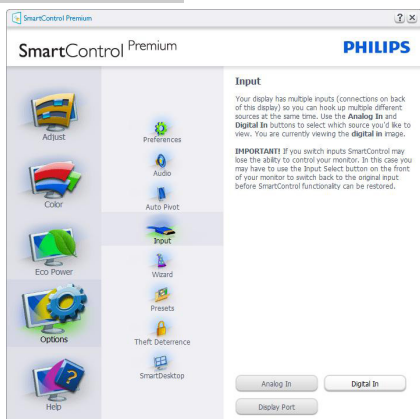 SmartControl Premium
SmartControl Premium
PHILIPS
Adjust
Color
Eco Power
Options
Help
Preferences
Audio
Auto Pivot
Input
Wizard
Presets
Theft Deterrence
SmartDesktop
Input
Your display has multiple inputs (connections on back
of this display) so you can hook up multiple different
sources at the same time. Use the Analog In and
Digital In buttons to select which source you'd like to
view. You are currently viewing the digital in image.
IMPORTANT! If you switch inputs SmartControl may
lose the ability to control your monitor. In this case you
may have to use the Input Select button on the front
of your monitor to switch back to the original input
before SmartControl functionality can be restored.
Analog In
Digital In
Display Port